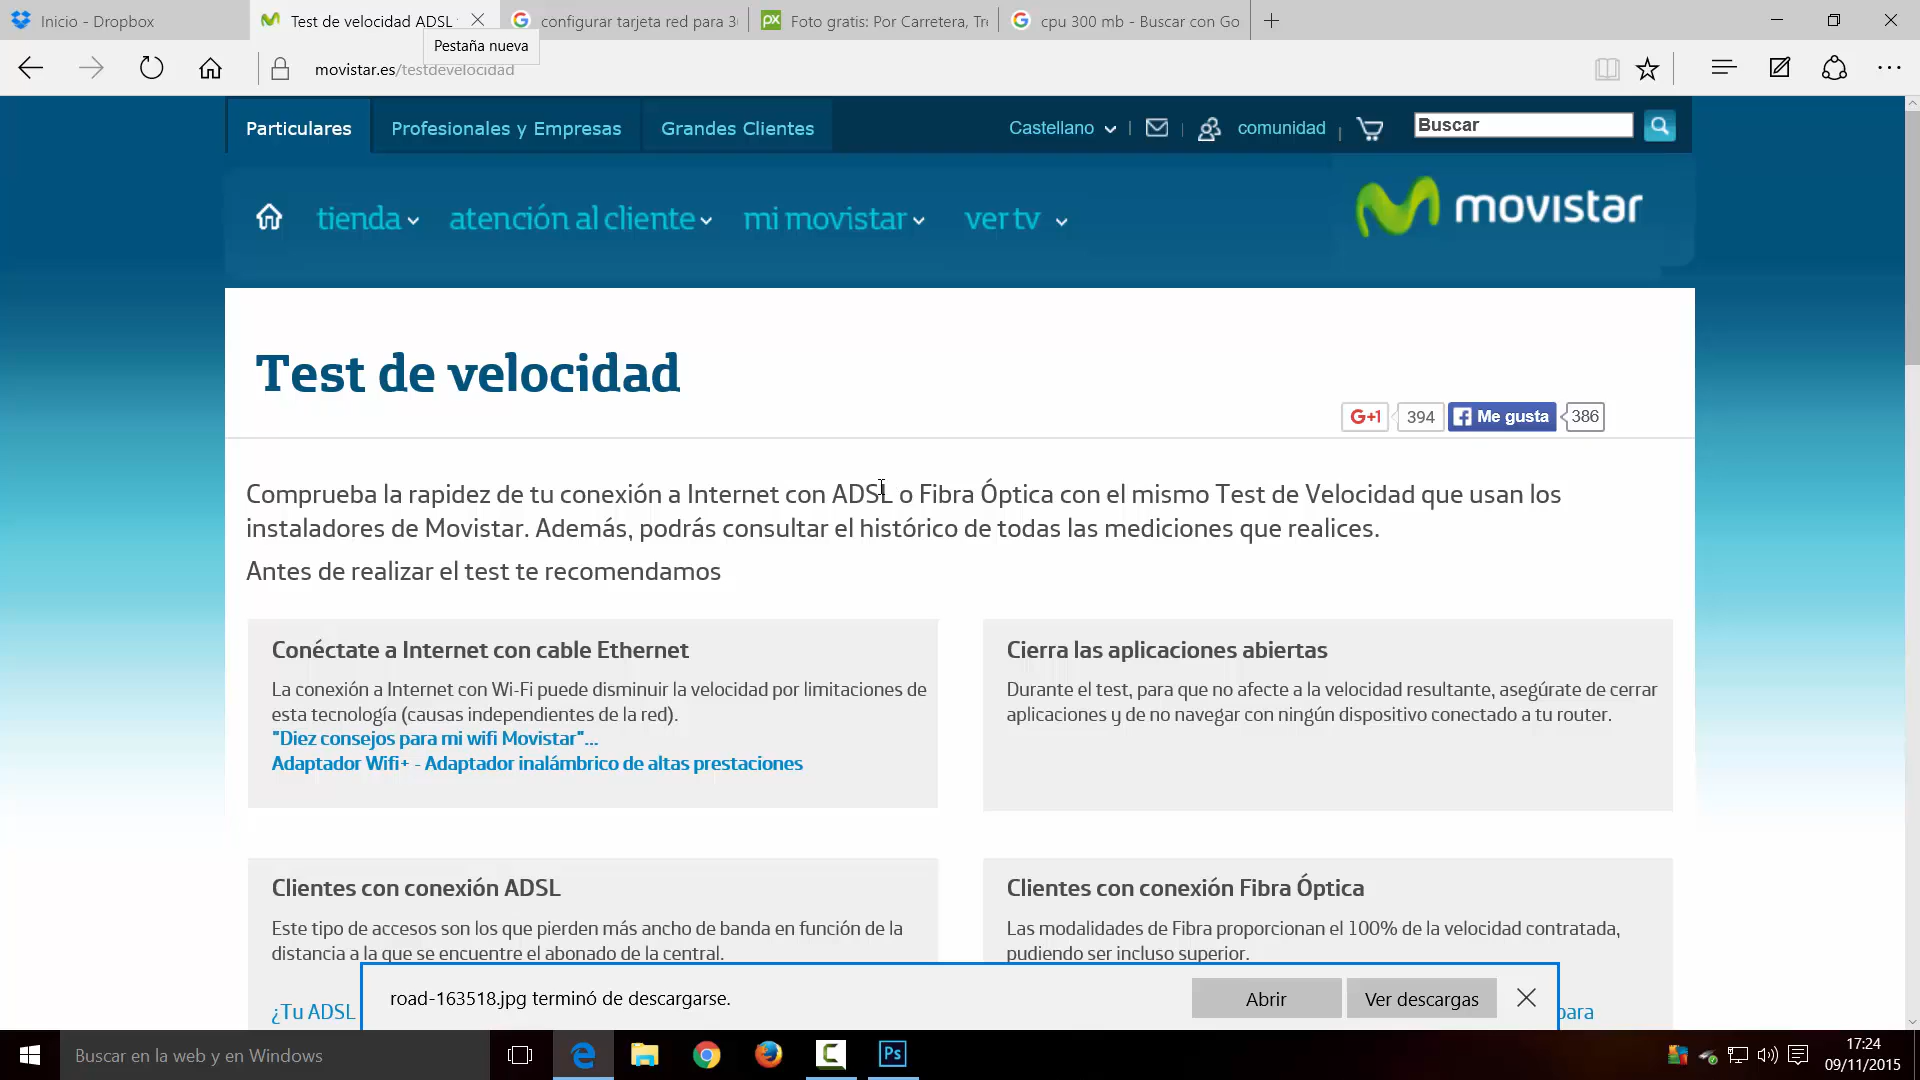 Inicio - Dropbox
Test de velocidad ADSL
configurar tarjeta red para 30
Foto gratis: Por Carretera, Tre
cpu 300 mb - Buscar con Go
Pestaña nueva
movistar.es/testdevelocidad
Particulares
Profesionales y Empresas
Grandes Clientes
Castellano
comunidad
Buscar
tienda
atención al cliente
mi movistar
ver tv
movistar
Test de velocidad
G+1
394
Me gusta
386
Comprueba la rapidez de tu conexión a Internet con ADSL o Fibra Óptica con el mismo Test de Velocidad que usan los
instaladores de Movistar. Además, podrás consultar el histórico de todas las mediciones que realices.
Antes de realizar el test te recomendamos
Conéctate a Internet con cable Ethernet
La conexión a Internet con Wi-Fi puede disminuir la velocidad por limitaciones de
esta tecnología (causas independientes de la red).
"Diez consejos para mi wifi Movistar"...
Adaptador Wifi+ - Adaptador inalámbrico de altas prestaciones
Cierra las aplicaciones abiertas
Durante el test, para que no afecte a la velocidad resultante, asegúrate de cerrar
aplicaciones y de no navegar con ningún dispositivo conectado a tu router.
Clientes con conexión ADSL
Este tipo de accesos son los que pierden más ancho de banda en función de la
distancia a la que se encuentre el abonado de la central.
¿Tu ADSL
Clientes con conexión Fibra Óptica
Las modalidades de Fibra proporcionan el 100% de la velocidad contratada,
pudiendo ser incluso superior.
para
road-163518.jpg terminó de descargarse.
Abrir
Ver descargas
Buscar en la web y en Windows
Ps
17:24
09/11/2015